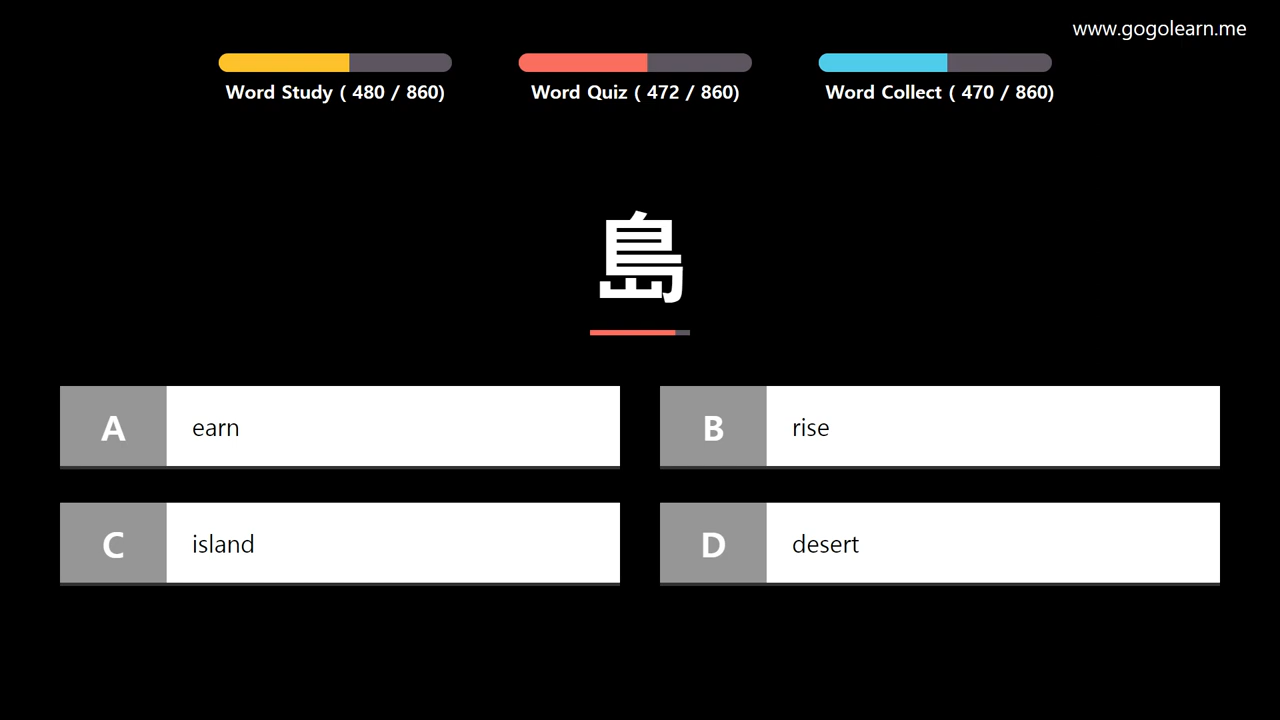 www.gogolearn.me
Word Study ( 480 / 860)
Word Quiz ( 472 / 860)
Word Collect ( 470 / 860)
島
A
earn
B
rise
C
island
D
desert